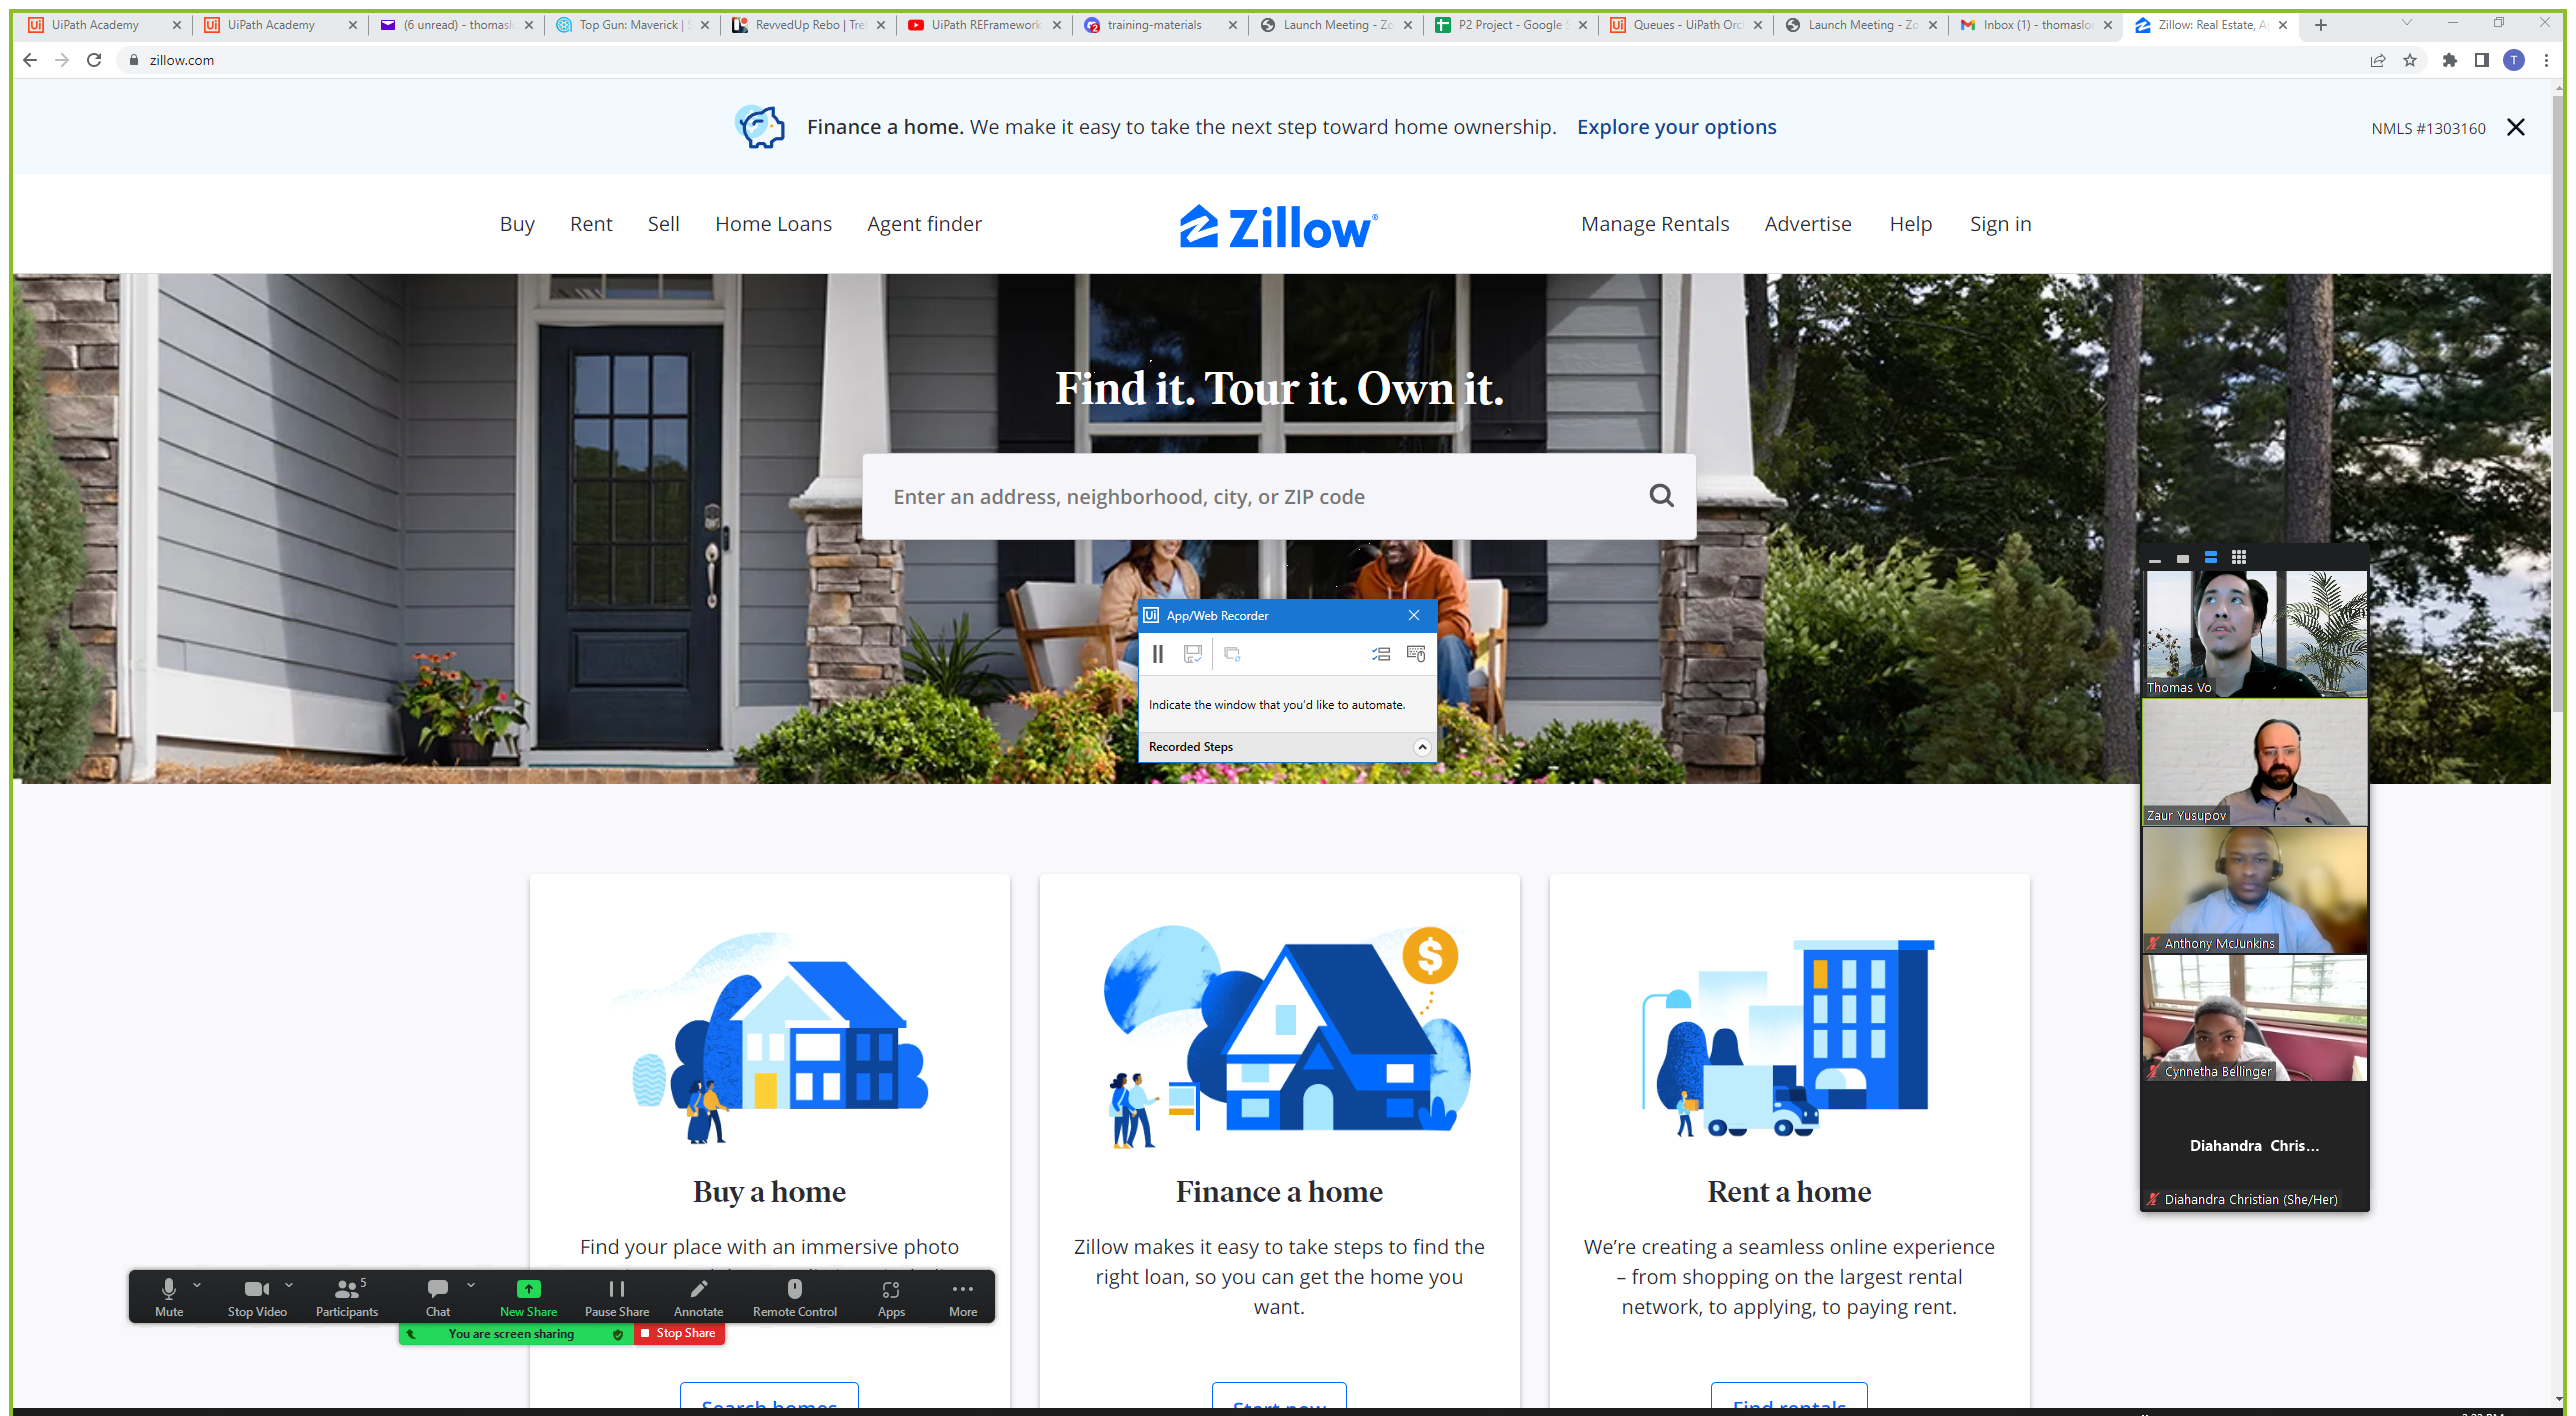 UiPath Academy
UiPath Academy
(6 unread) - thomaslo
Top Gun: Maverick | S
RevvedUp Rebo | Trel
UiPath REFramework
training-materials
Launch Meeting - Zo
P2 Project - Google S
Queues - UiPath Orc
Launch Meeting - Zo
Inbox (1) - thomaslor
Zillow: Real Estate, A
zillow.com
T
Finance a home. We make it easy to take the next step toward home ownership. Explore your options
NMLS #1303160
Buy Rent Sell Home Loans Agent finder
Zillow®
Manage Rentals Advertise Help Sign in
Find it. Tour it. Own it.
Enter an address, neighborhood, city, or ZIP code
Ui App/Web Recorder
Indicate the window that you'd like to automate.
Recorded Steps
Thomas Vo
Zaur Yusupov
Anthony McJunkins
Cynnetha Bellinger
Diahandra Chris...
Diahandra Christian (She/Her)
Buy a home
Find your place with an immersive photo
Finance a home
Zillow makes it easy to take steps to find the
right loan, so you can get the home you
want.
Rent a home
We're creating a seamless online experience
– from shopping on the largest rental
network, to applying, to paying rent.
Mute
Stop Video
5
Participants
Chat
New Share
Pause Share
Annotate
Remote Control
Apps
More
You are screen sharing
Stop Share
Search homes
Start now
Find rentals